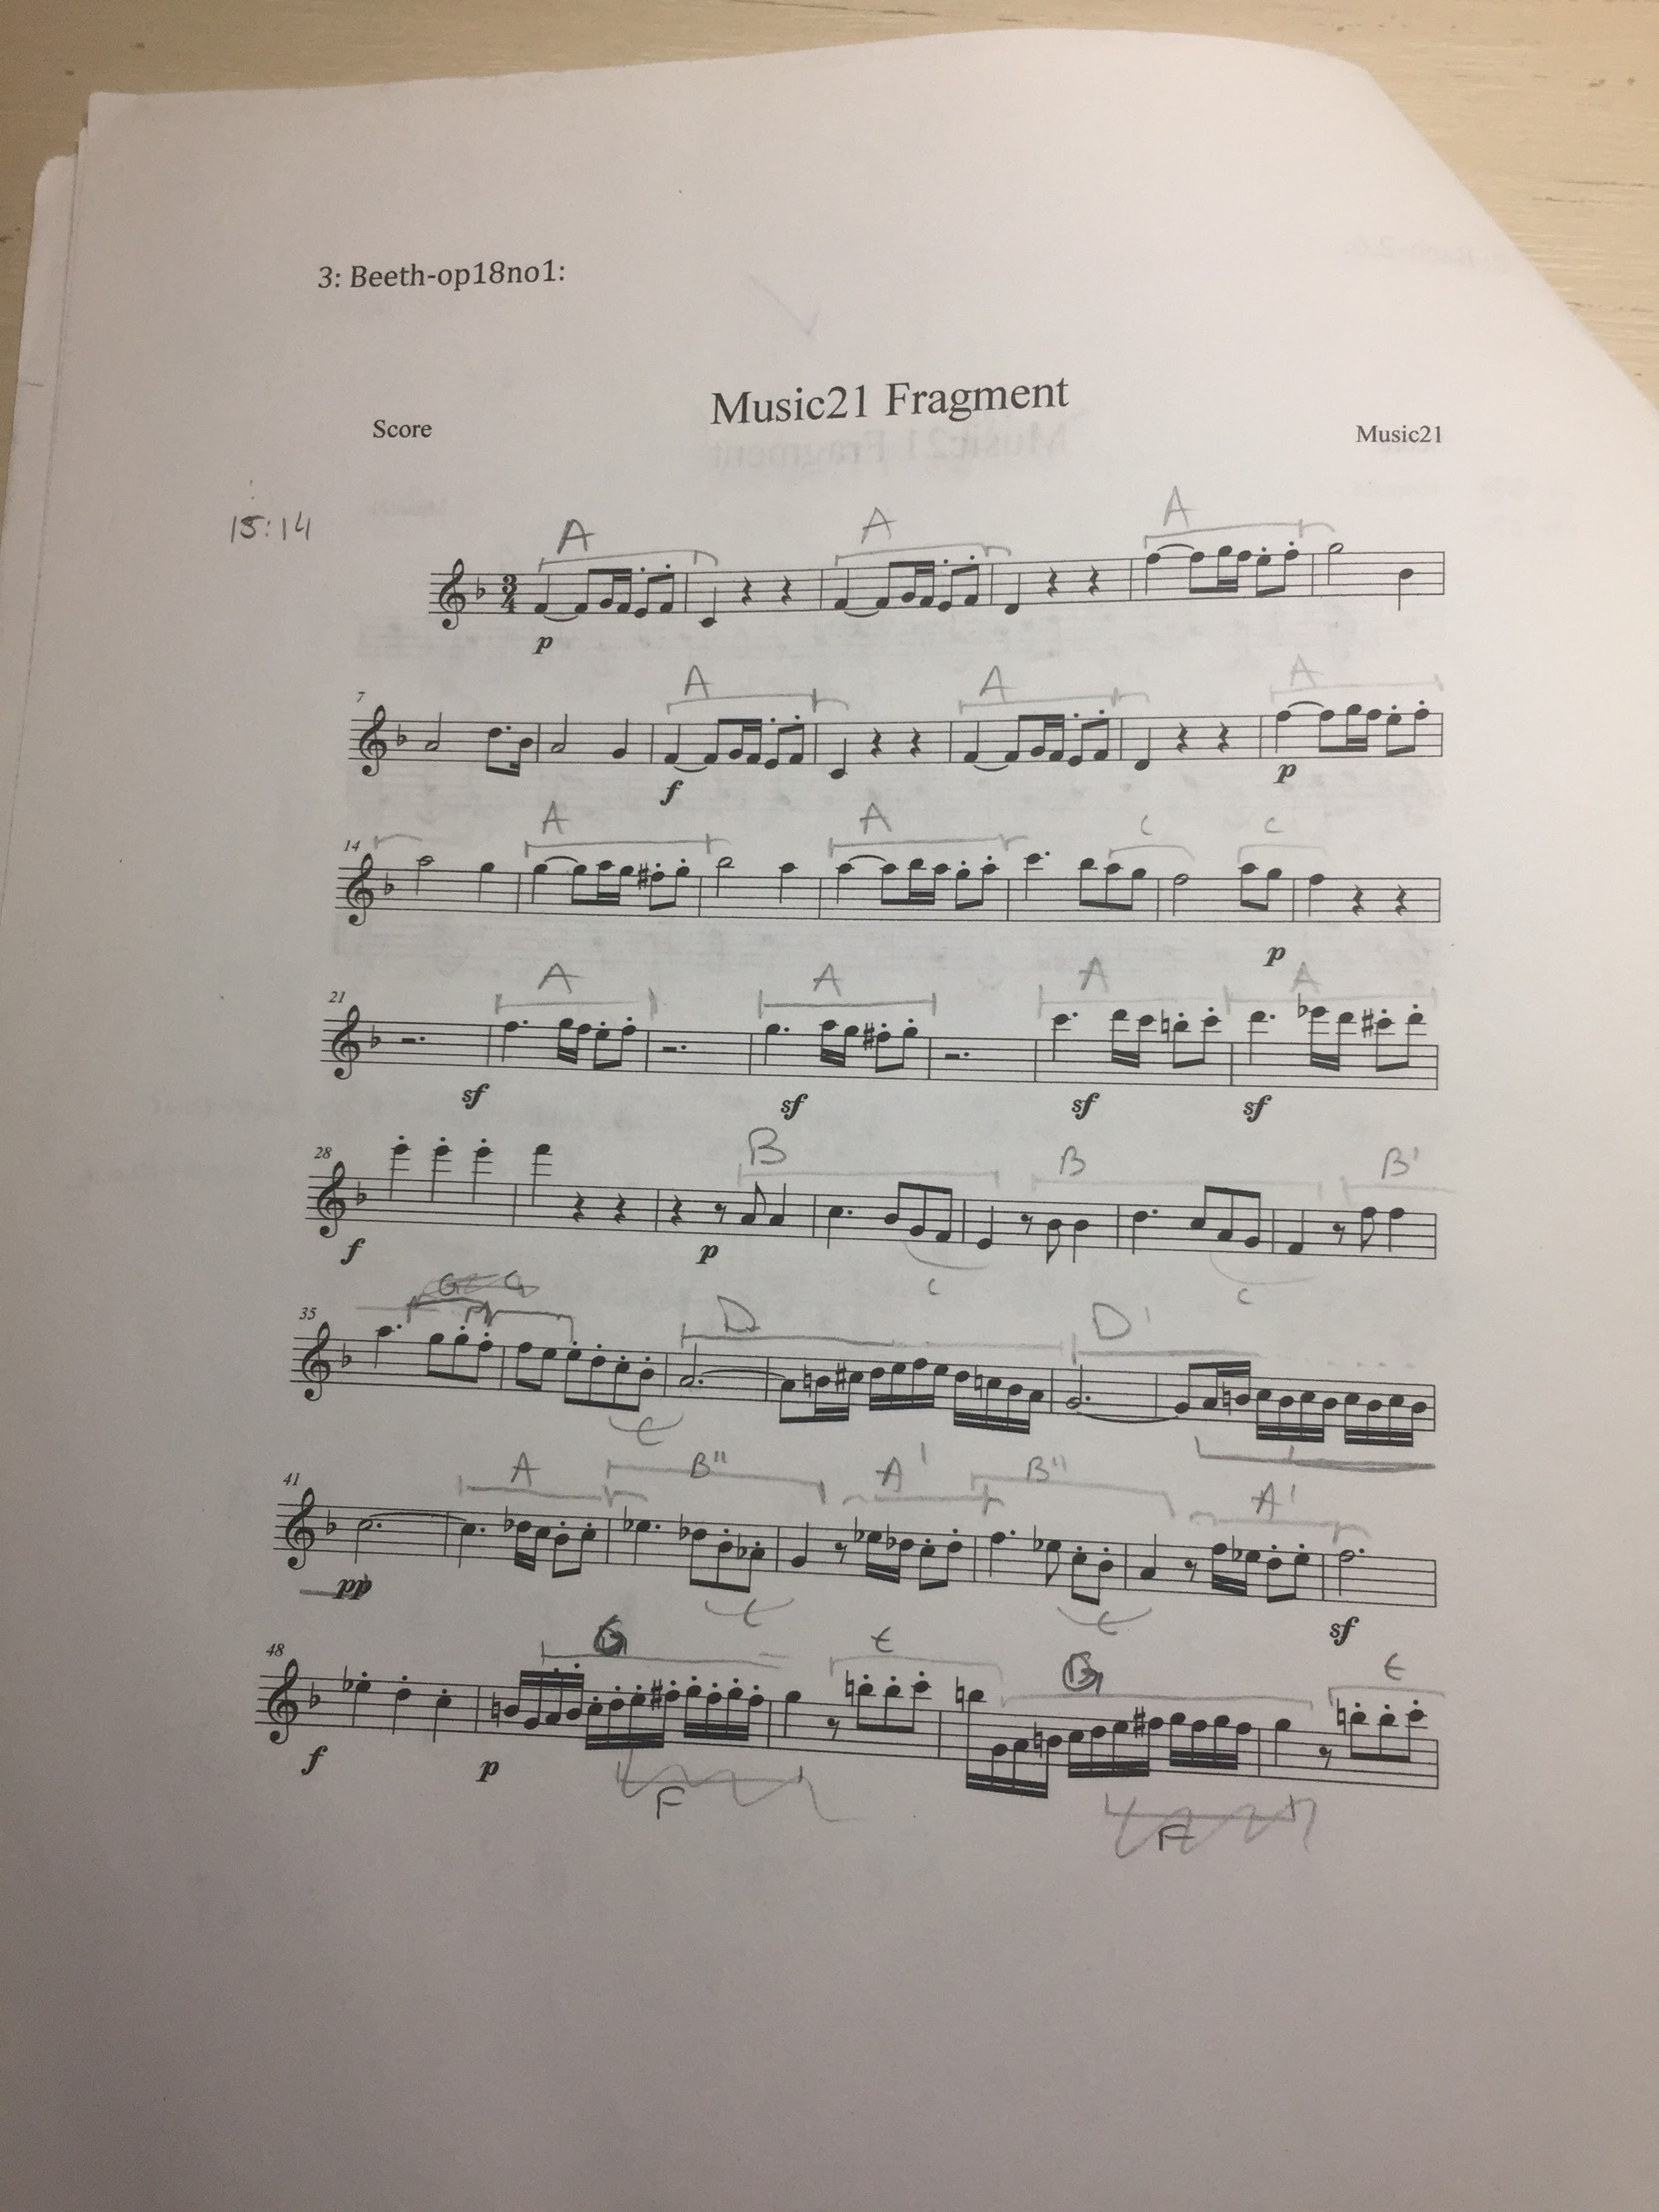 3: Beeth-op18no1:
Music21 Fragment
Score Music21
15:14
A A A
3
4
p
A A A
7
f p
A A c c
14
p
A A A A
21
sf sf sf sf
B B B'
28
f p
c c
D D'
35
c
A B" A' B" A'
41
pp
c c
sf
G E G E
48
f p
F F